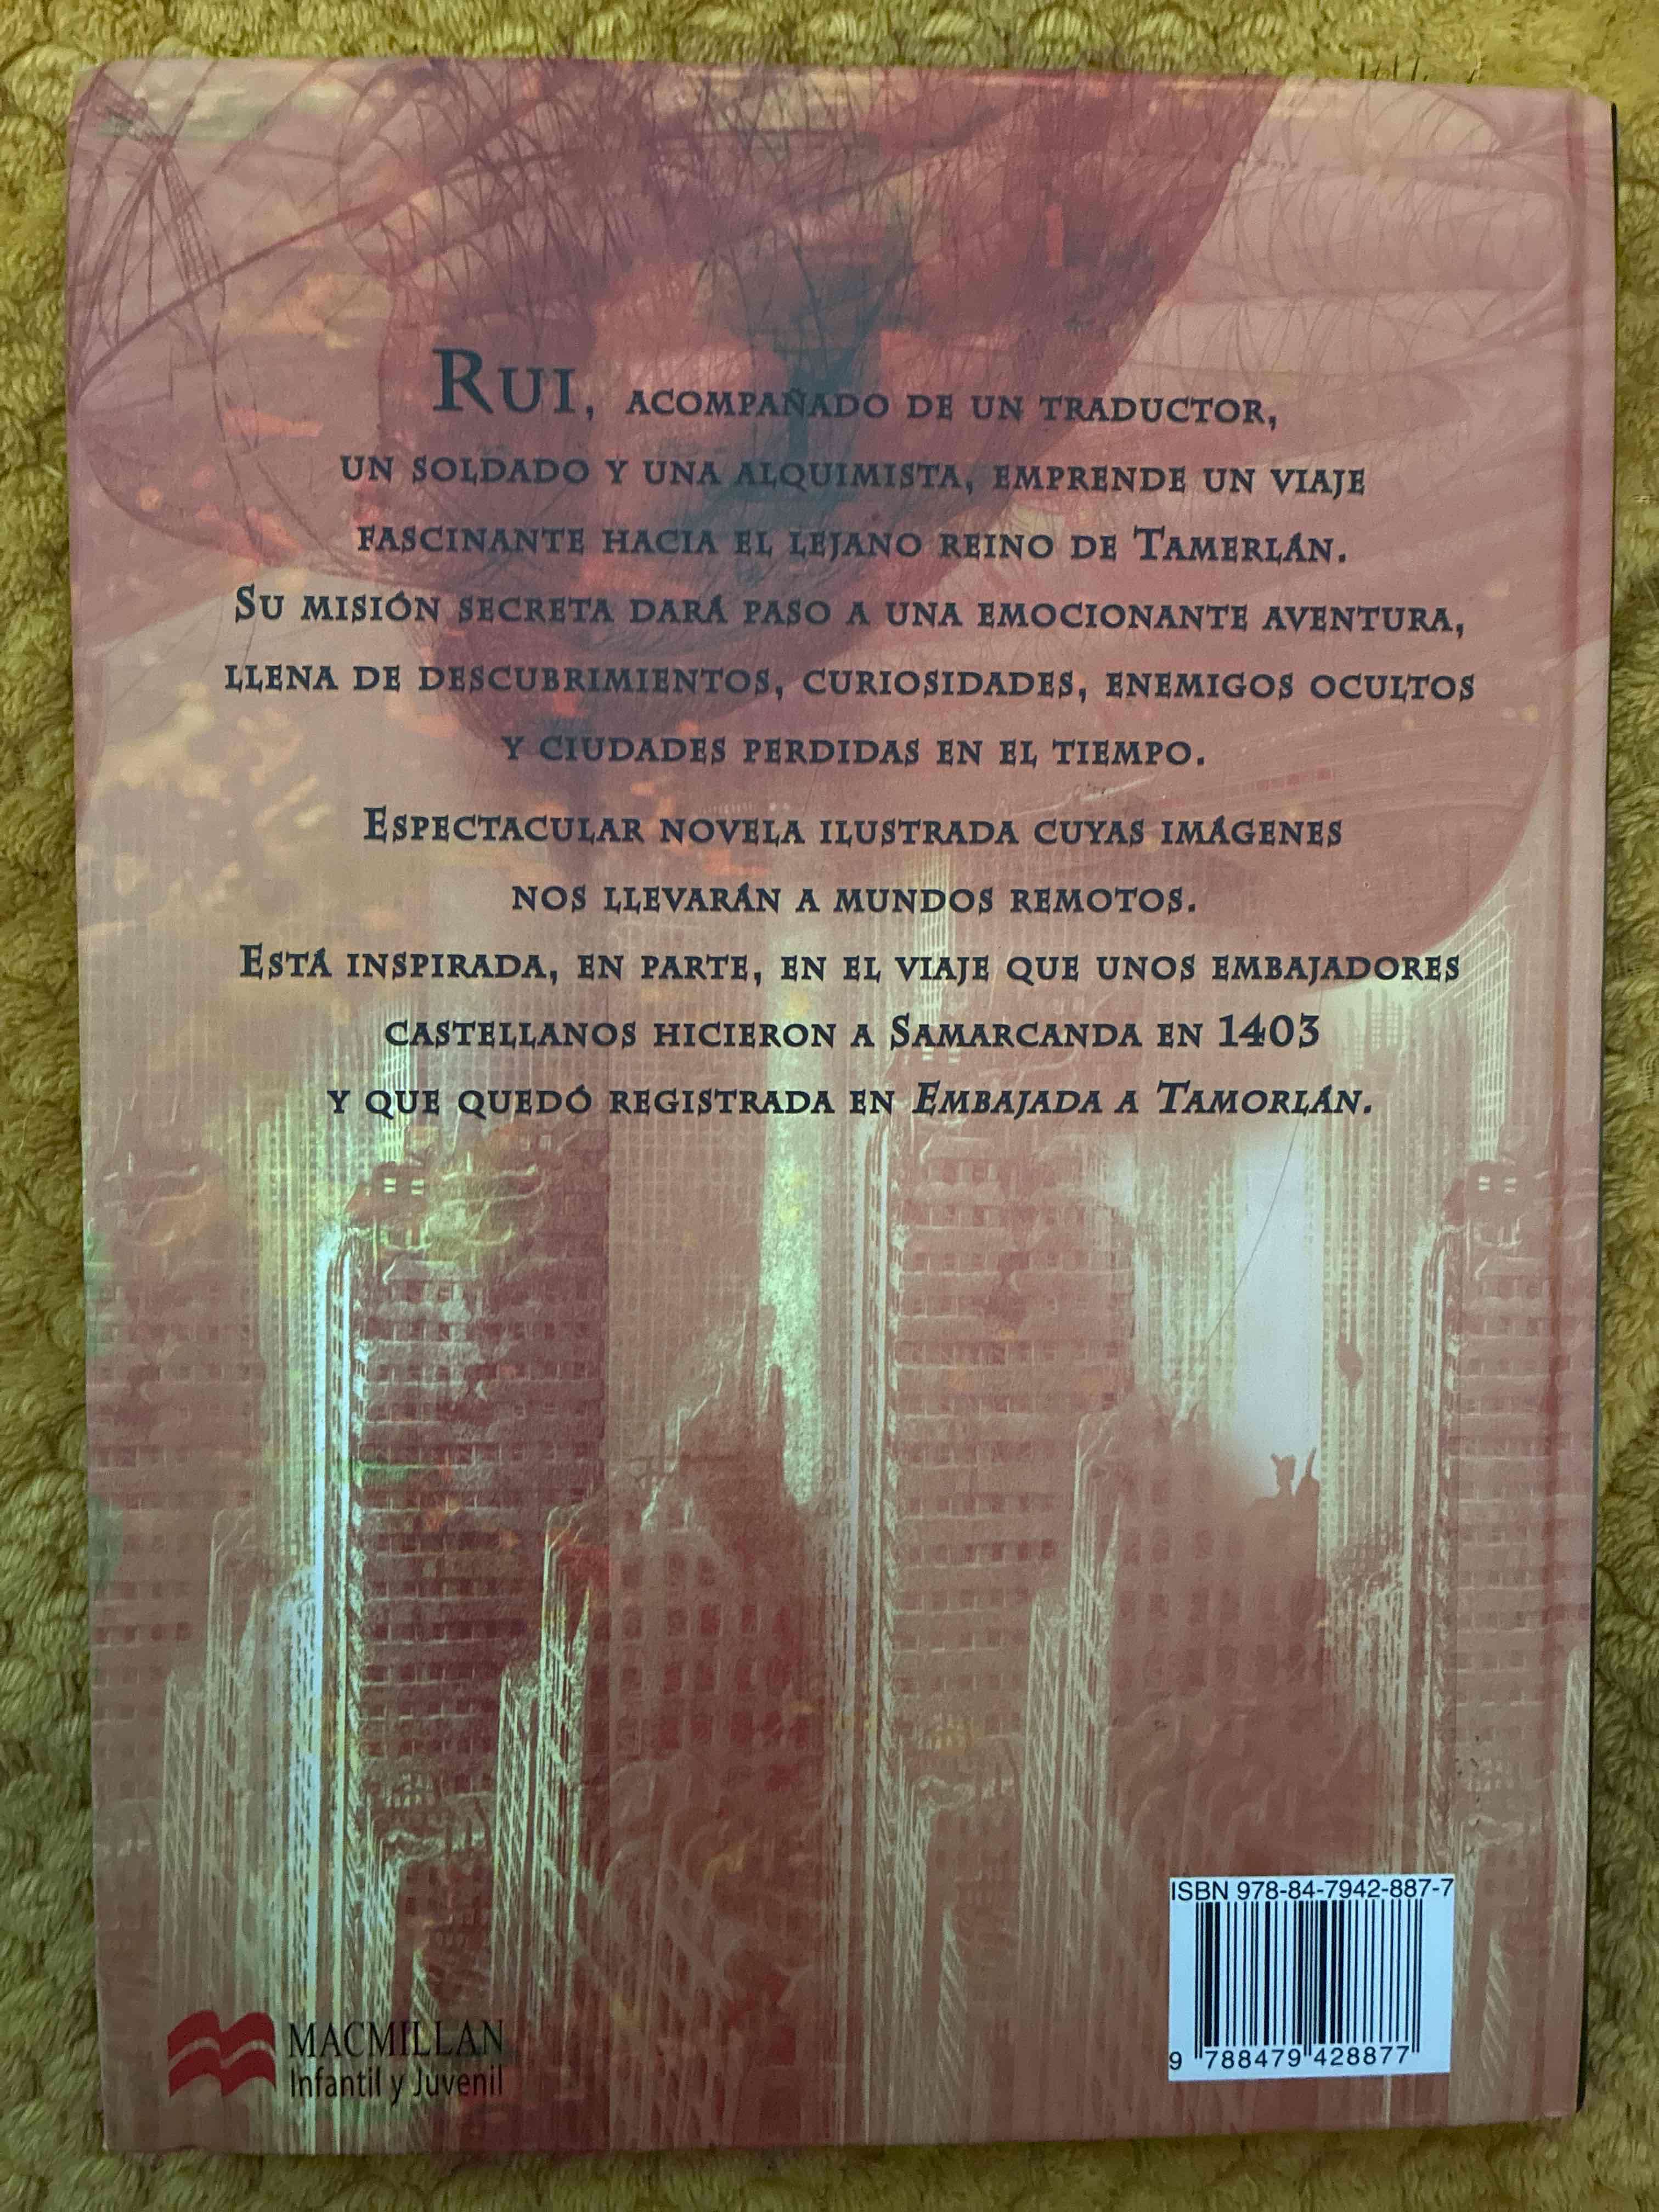 RUI, ACOMPAÑADO DE UN TRADUCTOR,
UN SOLDADO Y UNA ALQUIMISTA, EMPRENDE UN VIAJE
FASCINANTE HACIA EL LEJANO REINO DE TAMERLÁN.
SU MISIÓN SECRETA DARÁ PASO A UNA EMOCIONANTE AVENTURA,
LLENA DE DESCUBRIMIENTOS, CURIOSIDADES, ENEMIGOS OCULTOS
Y CIUDADES PERDIDAS EN EL TIEMPO.
ESPECTACULAR NOVELA ILUSTRADA CUYAS IMÁGENES
NOS LLEVARÁN A MUNDOS REMOTOS.
ESTÁ INSPIRADA, EN PARTE, EN EL VIAJE QUE UNOS EMBAJADORES
CASTELLANOS HICIERON A SAMARCANDA EN 1403
Y QUE QUEDÓ REGISTRADA EN EMBAJADA A TAMORLÁN.
ISBN 978-84-7942-887-7
9 788479 428877
MACMILLAN
Infantil y Juvenil